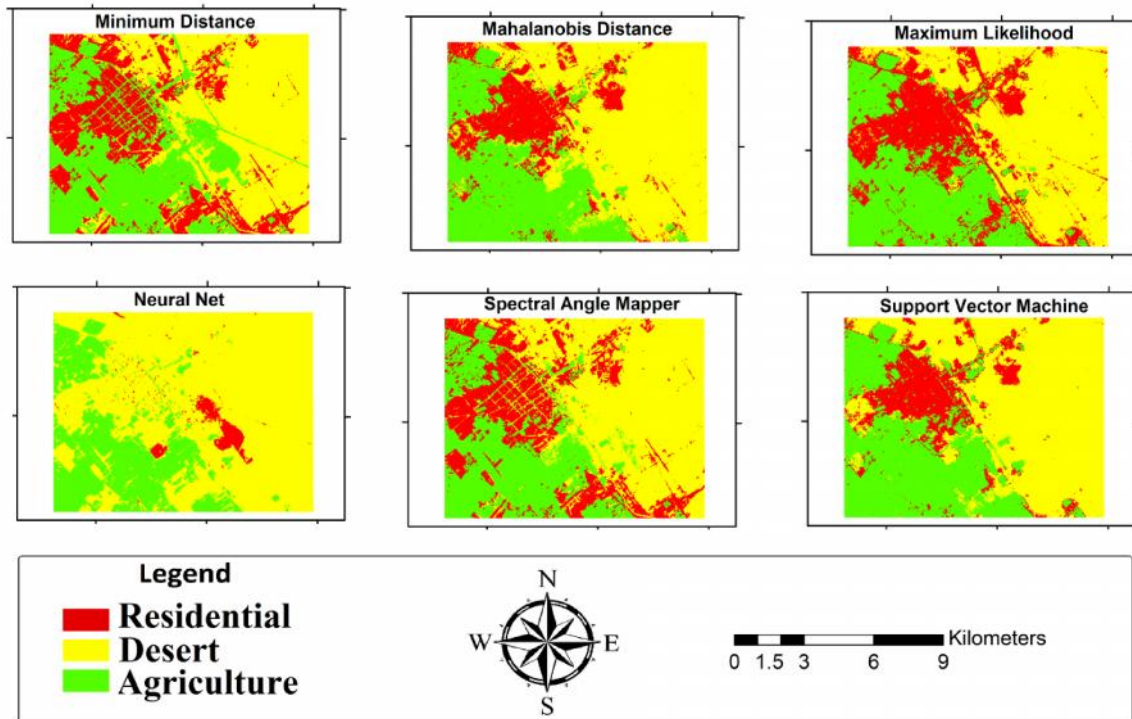 Minimum Distance
Mahalanobis Distance
Maximum Likelihood
Neural Net
Spectral Angle Mapper
Support Vector Machine
Legend
Residential
Desert
Agriculture
N
W E
S
Kilometers
0 1.5 3 6 9